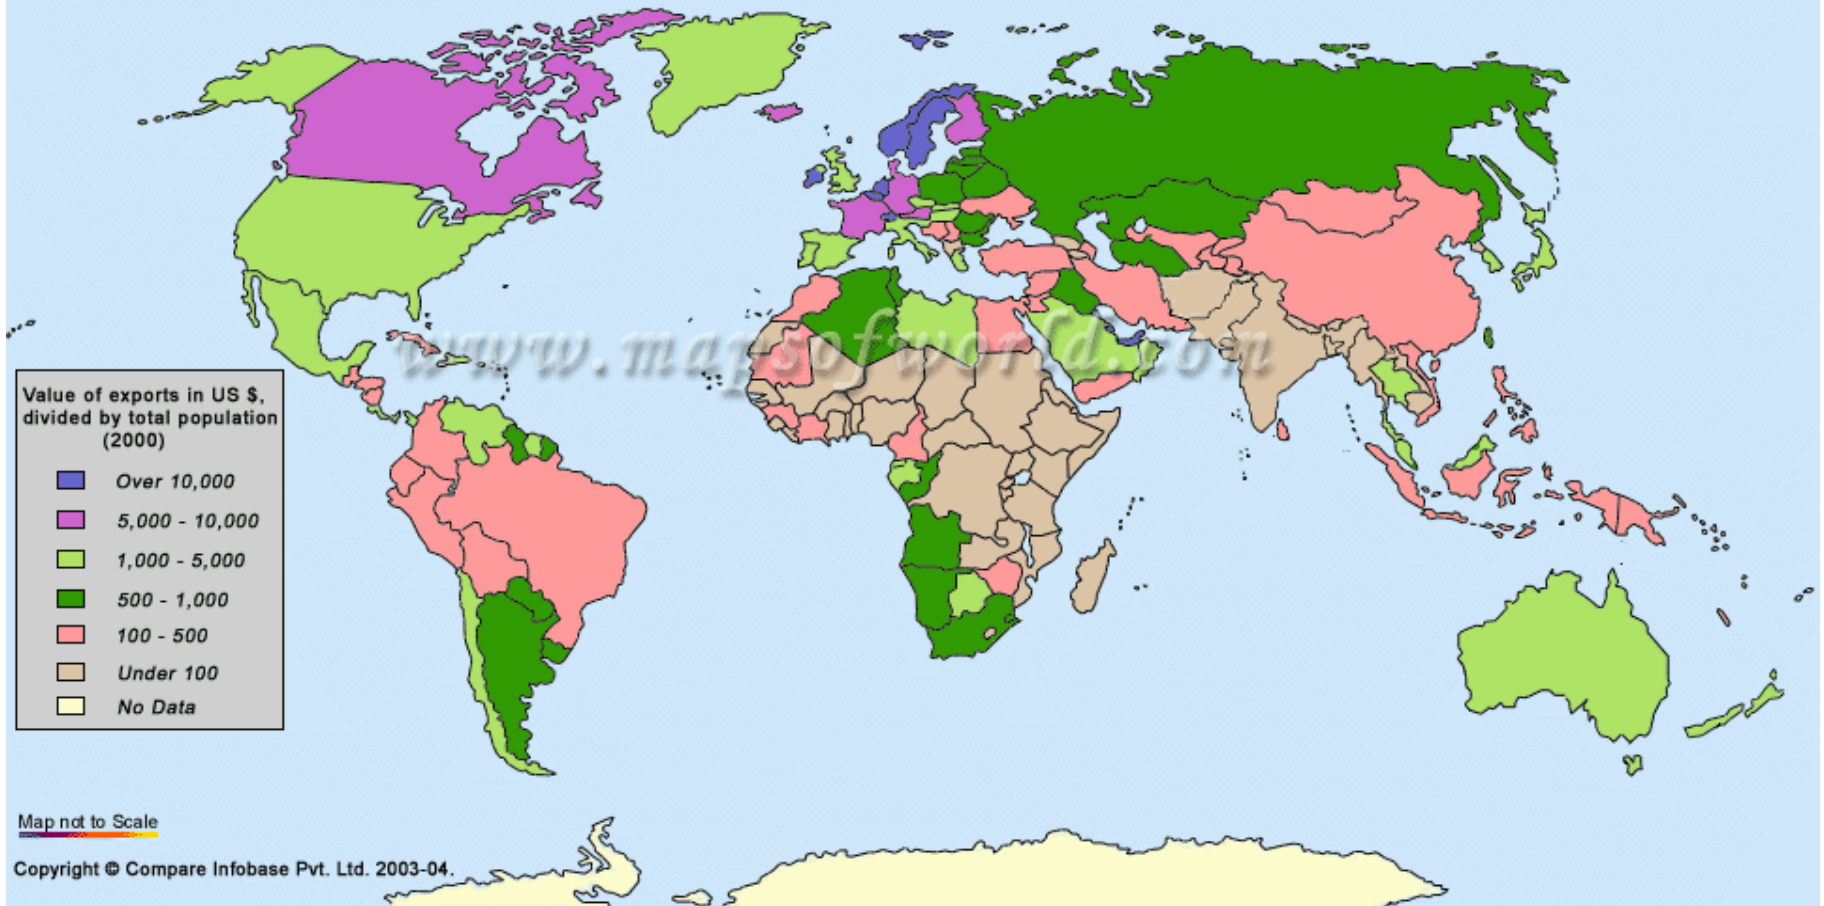 www.mapsofworld.com
Value of exports in US $,
divided by total population
(2000)
Over 10,000
5,000 - 10,000
1,000 - 5,000
500 - 1,000
100 - 500
Under 100
No Data
Map not to Scale
Copyright © Compare Infobase Pvt. Ltd. 2003-04.